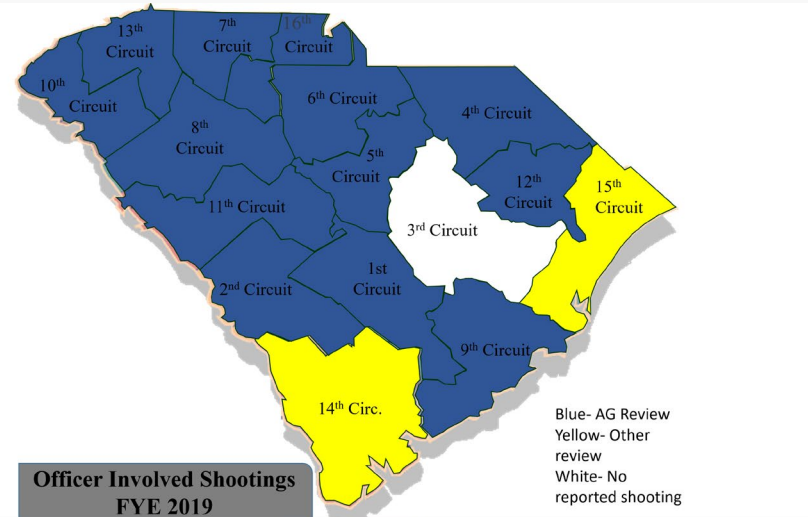 13th
Circuit
7th
Circuit
16th
Circuit
10th
Circuit
6th Circuit
4th Circuit
8th
Circuit
5th
Circuit
12th
Circuit
15th
Circuit
11th Circuit
3rd Circuit
1st
Circuit
2nd Circuit
9th Circuit
14th Circ.
Blue- AG Review
Yellow- Other
review
White- No
reported shooting
Officer Involved Shootings
FYE 2019